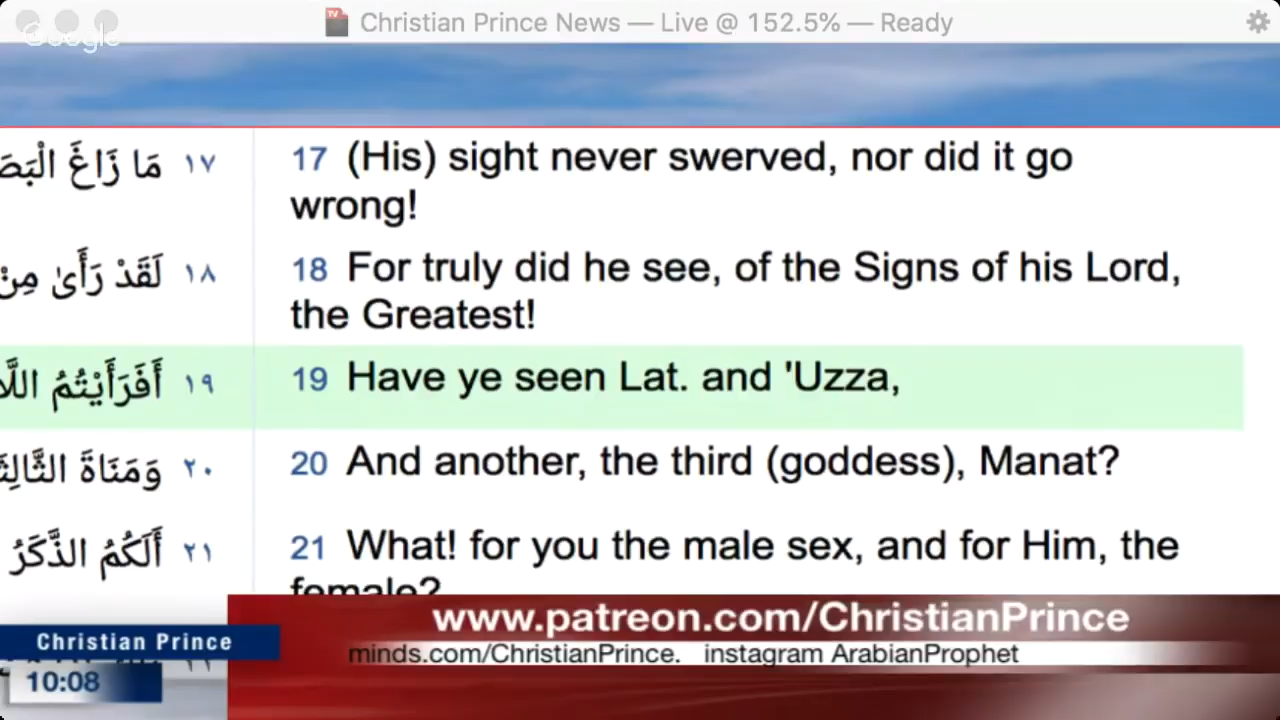 Christian Prince News — Live @ 152.5% — Ready
Google
مَا زَاغَ ١٧
17 (His) sight never swerved, nor did it go
wrong!
لَقَدْ رَأَىٰ مِنْ ١٨
18 For truly did he see, of the Signs of his Lord,
the Greatest!
أَفَرَأَيْتُمُ ١٩
19 Have ye seen Lat. and 'Uzza,
وَمَنَاةَ ٢٠
20 And another, the third (goddess), Manat?
أَلَكُمُ الذَّكَرُ ٢١
21 What! for you the male sex, and for Him, the
female?
www.patreon.com/ChristianPrince
Christian Prince
minds.com/ChristianPrince. instagram ArabianProphet
10:08